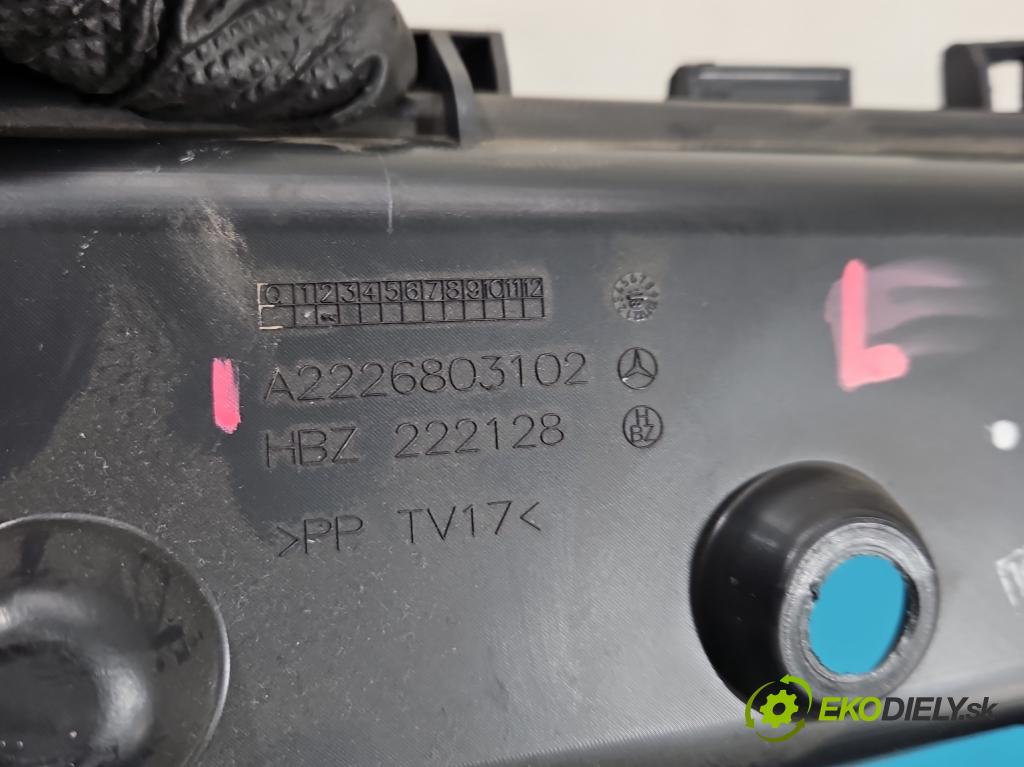 0 1 2 3 4 5 6 7 8 9 10 11 12
A2226803102
HBZ 222128
H
BZ
>PP TV17<
L
EKODIELY.sk